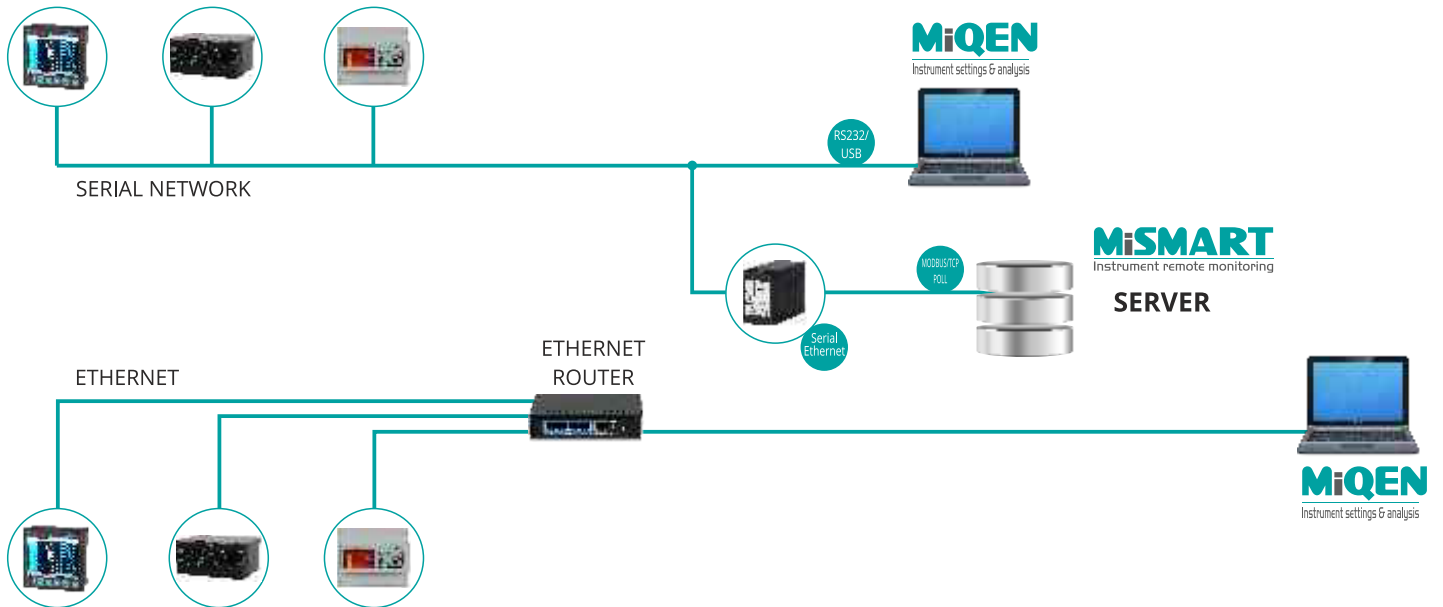 MiQEN
Instrument settings & analysis
RS232/
USB
SERIAL NETWORK
MiSMART
Instrument remote monitoring
SERVER
MODBUS/TCP
POLL
Serial
Ethernet
ETHERNET
ROUTER
ETHERNET
MiQEN
Instrument settings & analysis